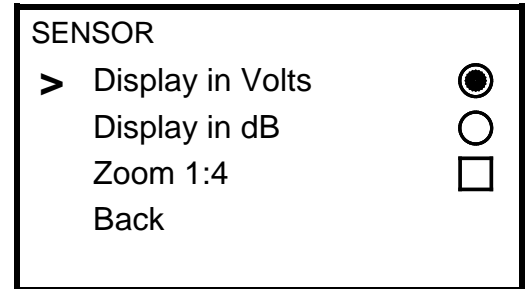 SENSOR
> Display in Volts
Display in dB
Zoom 1:4
Back